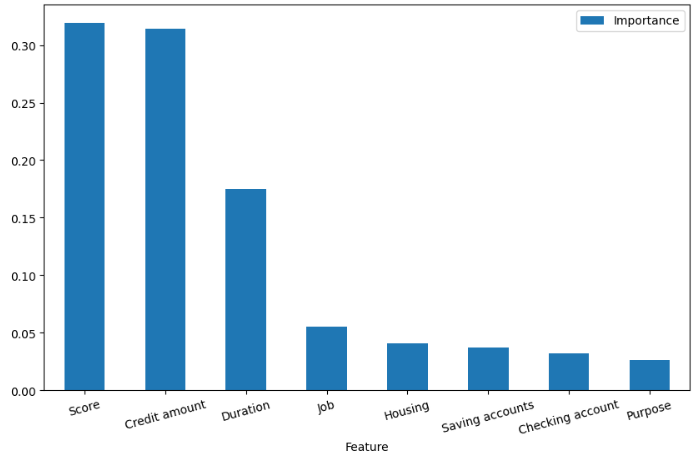 Importance
0.30
0.25
0.20
0.15
0.10
0.05
0.00
Score
Credit amount
Duration
Job
Housing
Saving accounts
Checking account
Purpose
Feature